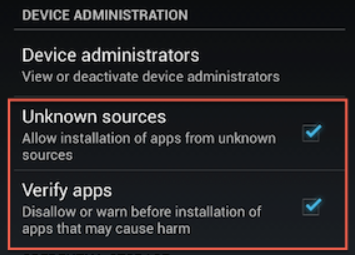 DEVICE ADMINISTRATION
Device administrators
View or deactivate device administrators
Unknown sources
Allow installation of apps from unknown
sources
Verify apps
Disallow or warn before installation of
apps that may cause harm